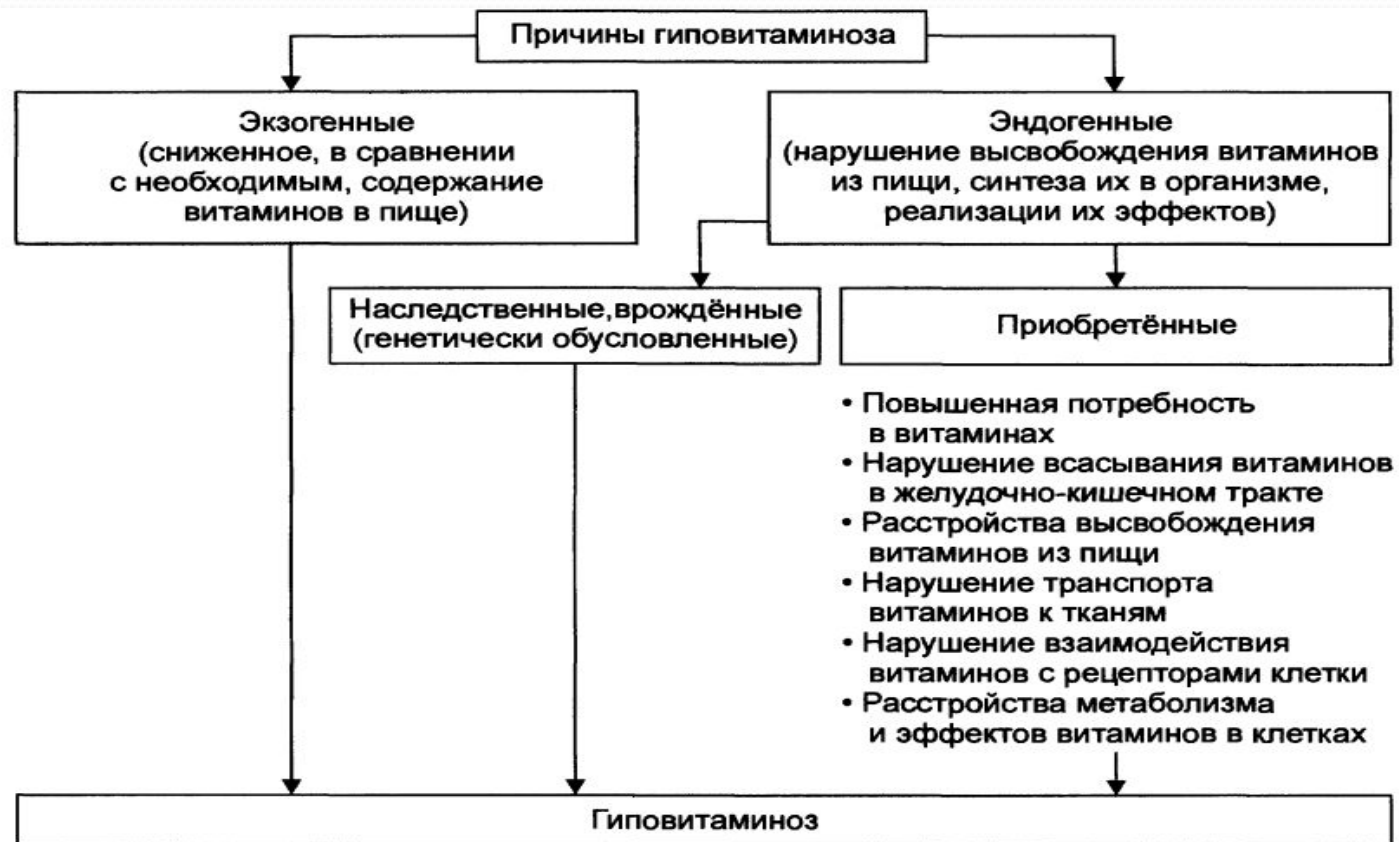 Причины гиповитаминоза
Экзогенные
(сниженное, в сравнении
с необходимым, содержание
витаминов в пище)
Эндогенные
(нарушение высвобождения витаминов
из пищи, синтеза их в организме,
реализации их эффектов)
Наследственные,врождённые
(генетически обусловленные)
Приобретённые
• Повышенная потребность
в витаминах
• Нарушение всасывания витаминов
в желудочно-кишечном тракте
• Расстройства высвобождения
витаминов из пищи
• Нарушение транспорта
витаминов к тканям
• Нарушение взаимодействия
витаминов с рецепторами клетки
• Расстройства метаболизма
и эффектов витаминов в клетках
Гиповитаминоз